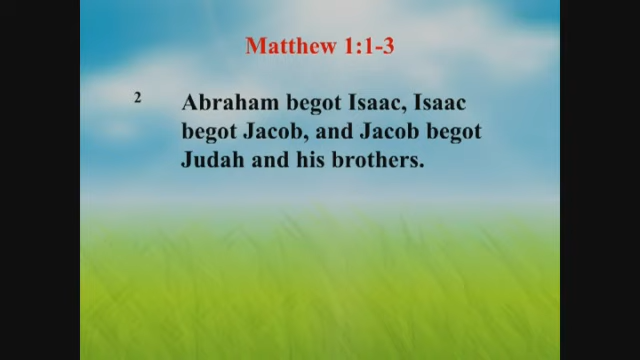 Matthew 1:1-3
2 Abraham begot Isaac, Isaac
begot Jacob, and Jacob begot
Judah and his brothers.